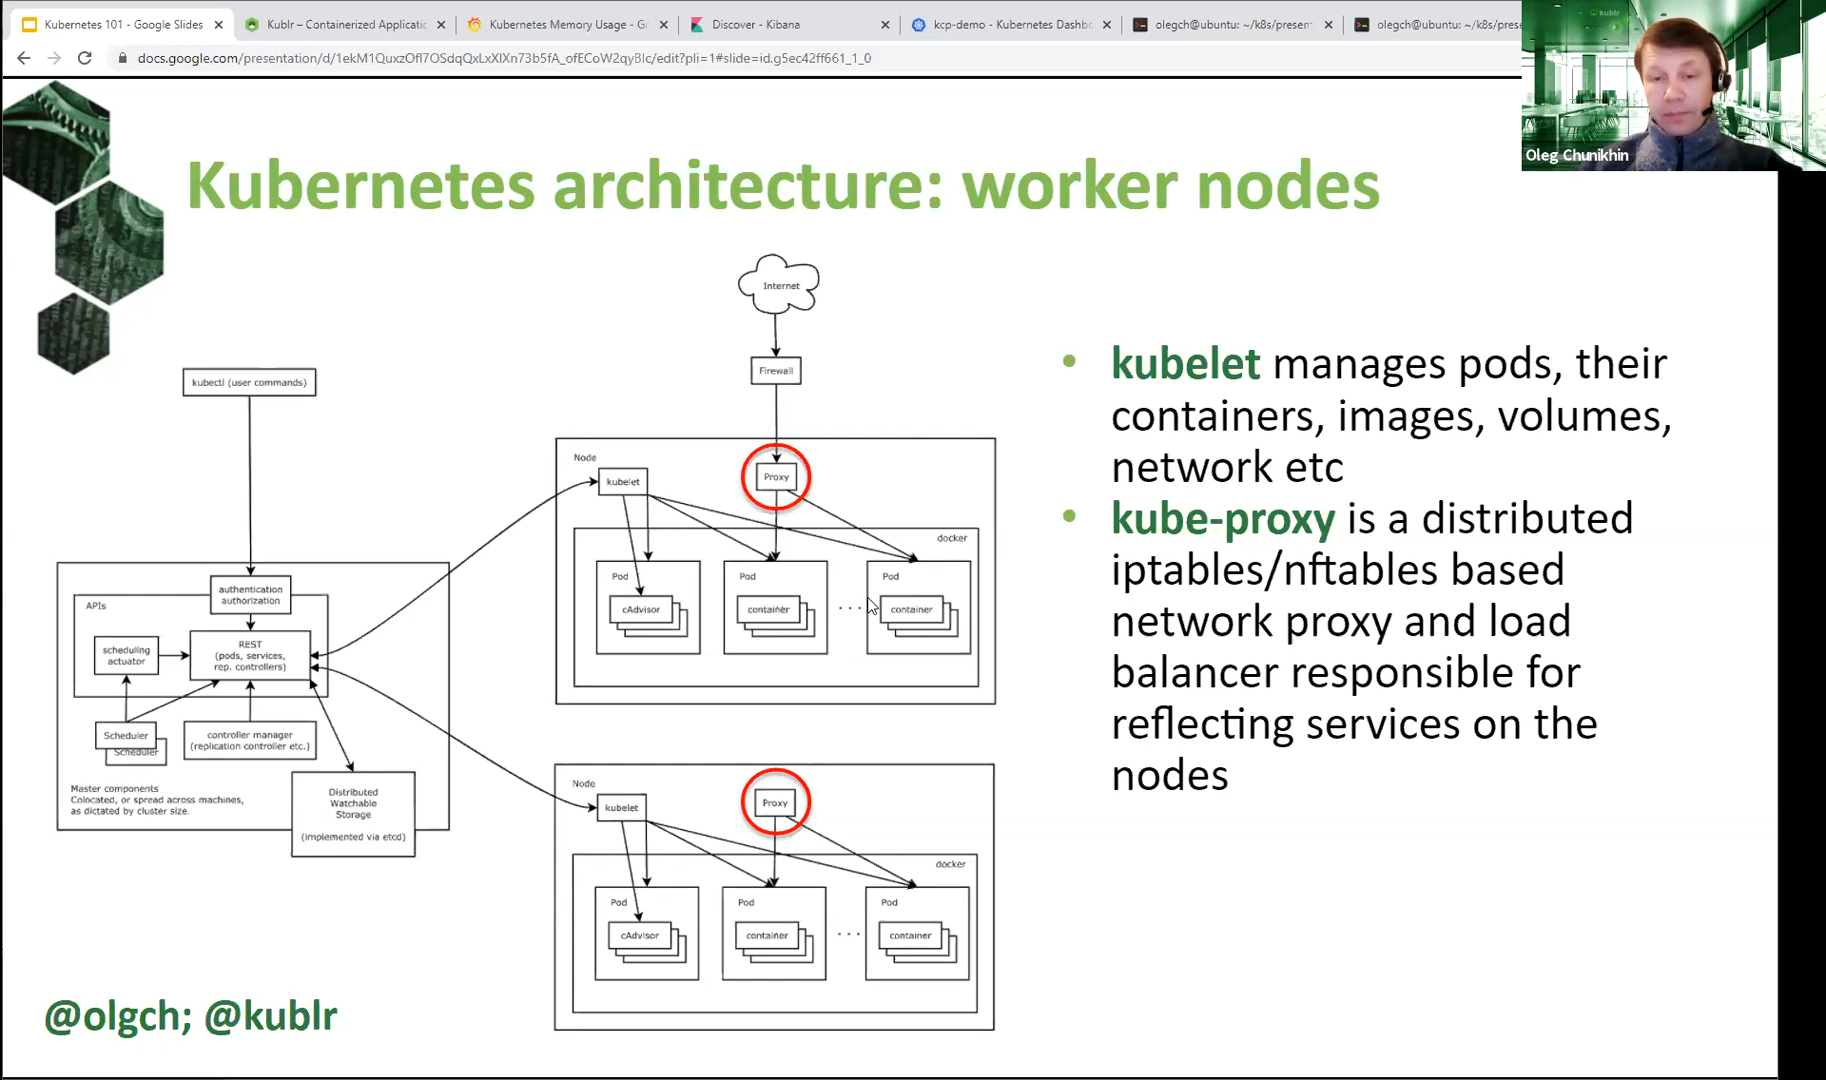 Kubernetes 101 - Google Slides
Kublr – Containerized Applicatic
Kubernetes Memory Usage - G
Discover - Kibana
kcp-demo - Kubernetes Dashb
olegch@ubuntu: ~/k8s/presen
olegch@ubuntu: ~/k8s/prese
docs.google.com/presentation/d/1ekM1QuxzOfI7OSdqQxLxXlXn73b5fA_ofECoW2qyBlc/edit?pli=1#slide=id.g5ec42ff661_1_0
kublr
Oleg Chunikhin
Kubernetes architecture: worker nodes
Internet
Firewall
kubectl (user commands)
authentication
authorization
APIs
REST
(pods, services,
rep. controllers)
scheduling
actuator
Scheduler
Scheduler
controller manager
(replication controller etc.)
Master components
Colocated, or spread across machines,
as dictated by cluster size.
Distributed
Watchable
Storage
(implemented via etcd)
Node
kubelet
Proxy
docker
Pod
cAdvisor
Pod
container
. . .
Pod
container
Node
kubelet
Proxy
docker
Pod
cAdvisor
Pod
container
. . .
Pod
container
• kubelet manages pods, their
containers, images, volumes,
network etc
• kube-proxy is a distributed
iptables/nftables based
network proxy and load
balancer responsible for
reflecting services on the
nodes
@olgch; @kublr